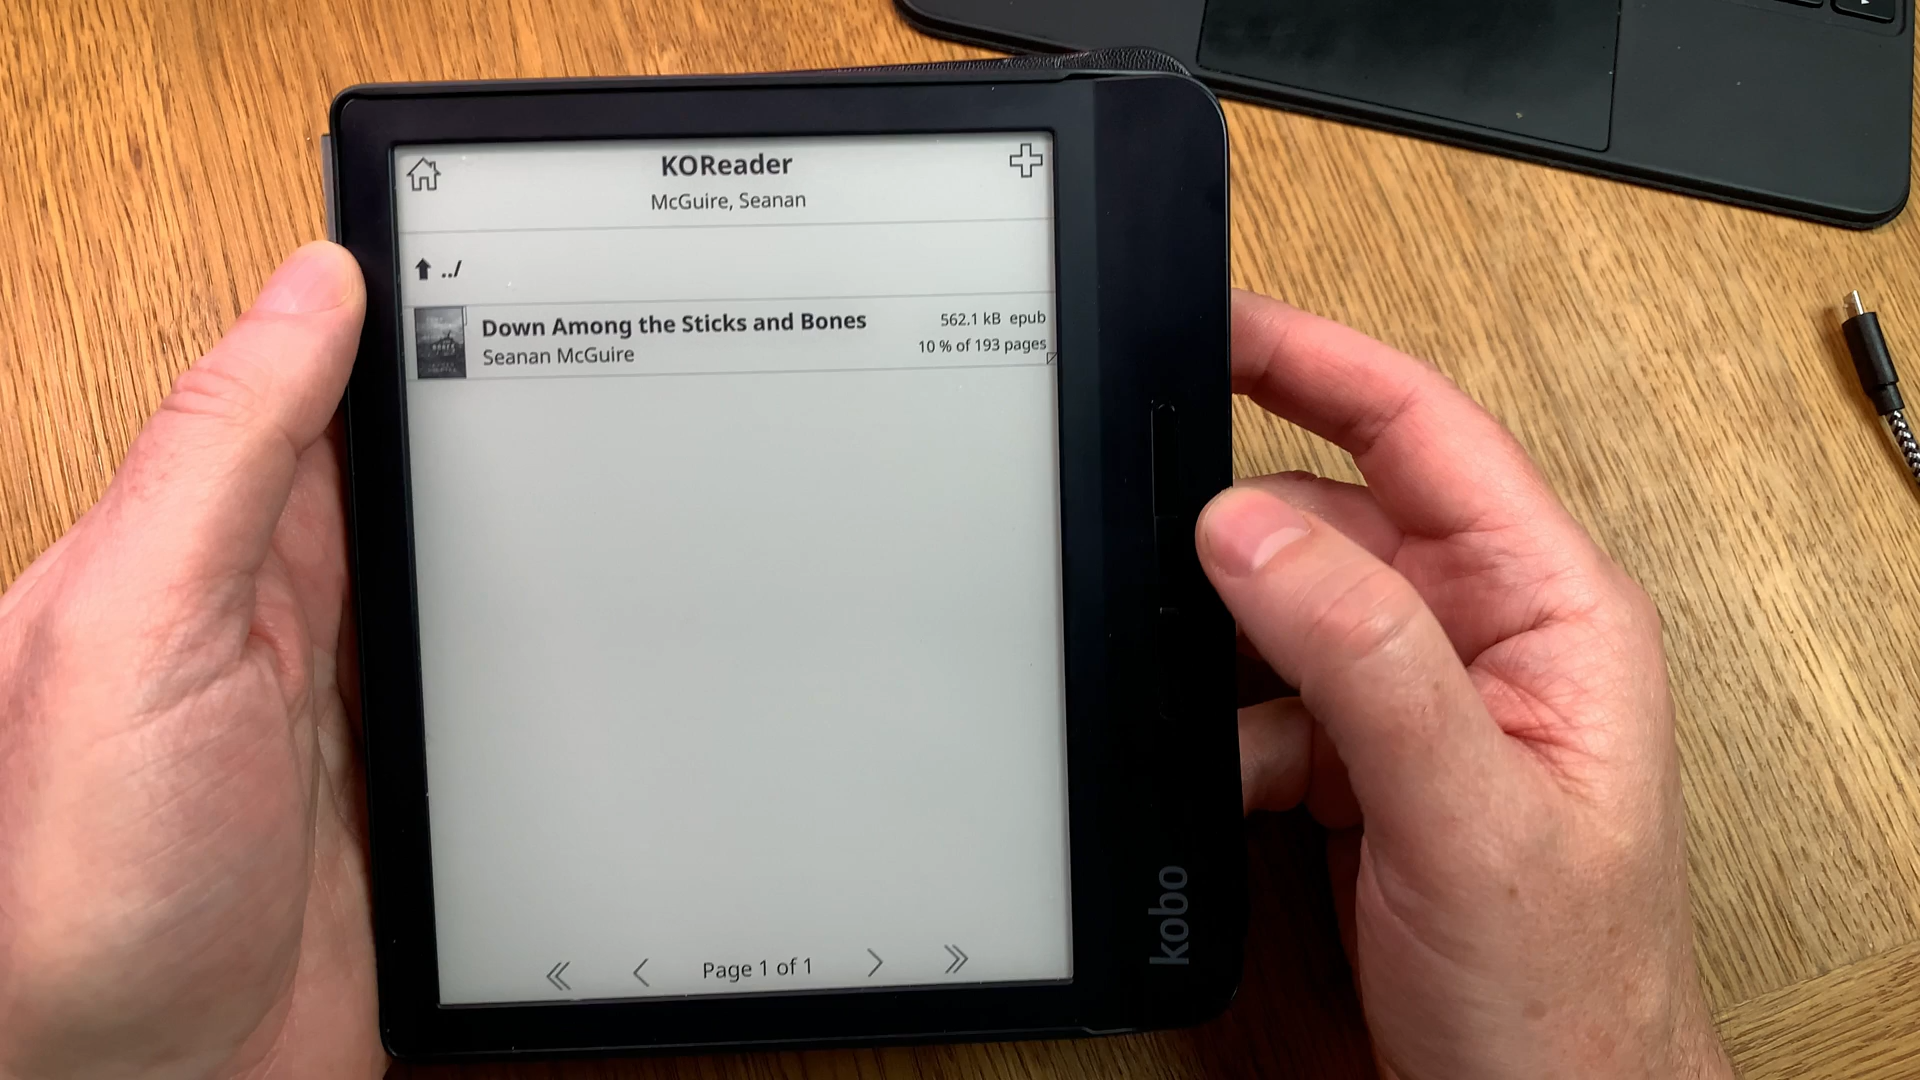 KOReader
McGuire, Seanan
../
Down Among the Sticks and Bones
562.1 kB epub
Seanan McGuire
10 % of 193 pages
Page 1 of 1
kobo